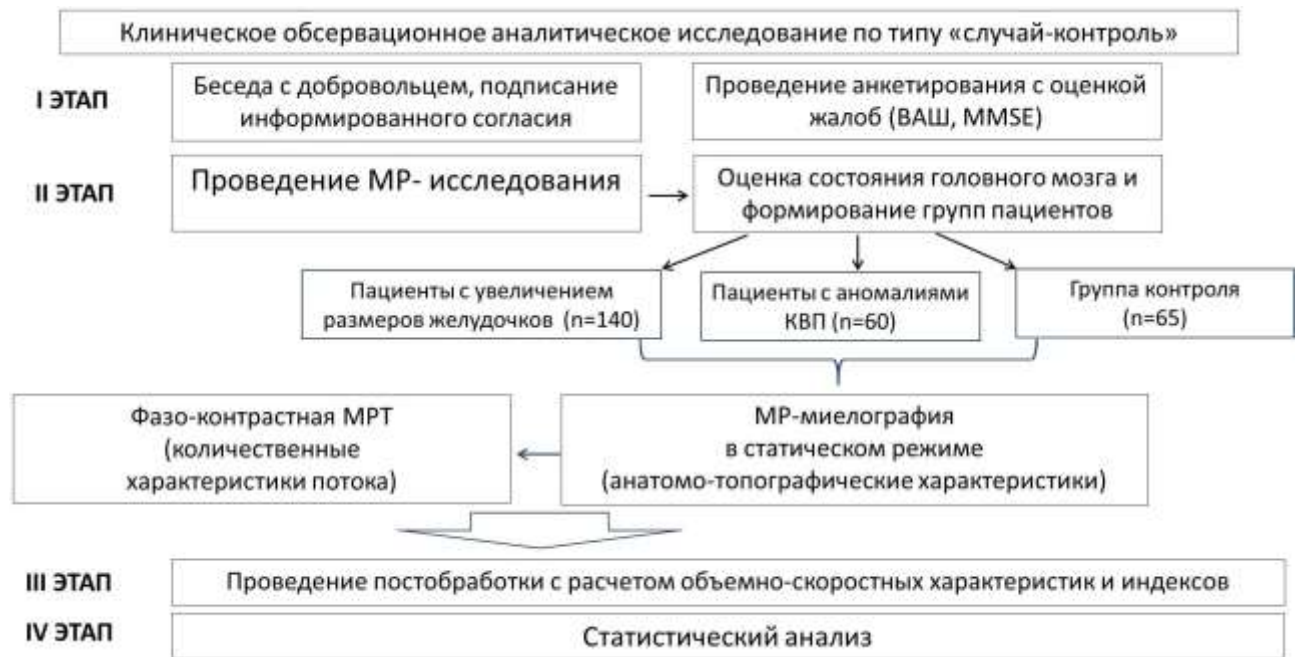 Клиническое обсервационное аналитическое исследование по типу «случай-контроль»
I ЭТАП
Беседа с добровольцем, подписание
информированного согласия
Проведение анкетирования с оценкой
жалоб (ВАШ, MMSE)
II ЭТАП
Проведение МР- исследования
Оценка состояния головного мозга и
формирование групп пациентов
Пациенты с увеличением
размеров желудочков (n=140)
Пациенты с аномалиями
КВП (n=60)
Группа контроля
(n=65)
Фазо-контрастная МРТ
(количественные
характеристики потока)
МР-миелография
в статическом режиме
(анатомо-топографические характеристики)
III ЭТАП
Проведение постобработки с расчетом объемно-скоростных характеристик и индексов
IV ЭТАП
Статистический анализ